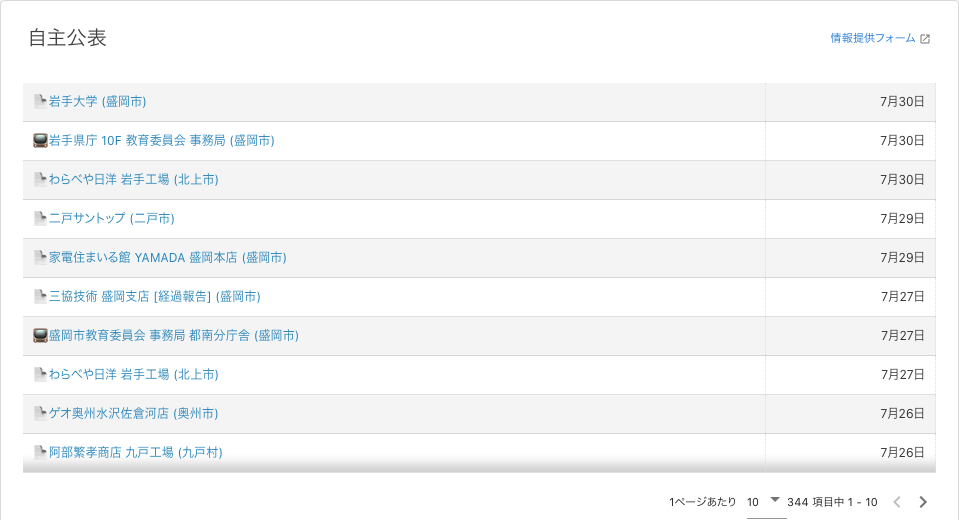 自主公表
情報提供フォーム
岩手大学 (盛岡市) 7月30日
岩手県庁 10F 教育委員会 事務局 (盛岡市) 7月30日
わらべや日洋 岩手工場 (北上市) 7月30日
二戸サントップ (二戸市) 7月29日
家電住まいる館 YAMADA 盛岡本店 (盛岡市) 7月29日
三協技術 盛岡支店 [経過報告] (盛岡市) 7月27日
盛岡市教育委員会 事務局 都南分庁舎 (盛岡市) 7月27日
わらべや日洋 岩手工場 (北上市) 7月27日
ゲオ奥州水沢佐倉河店 (奥州市) 7月26日
阿部繁孝商店 九戸工場 (九戸村) 7月26日
1ページあたり 10 344 項目中 1 - 10